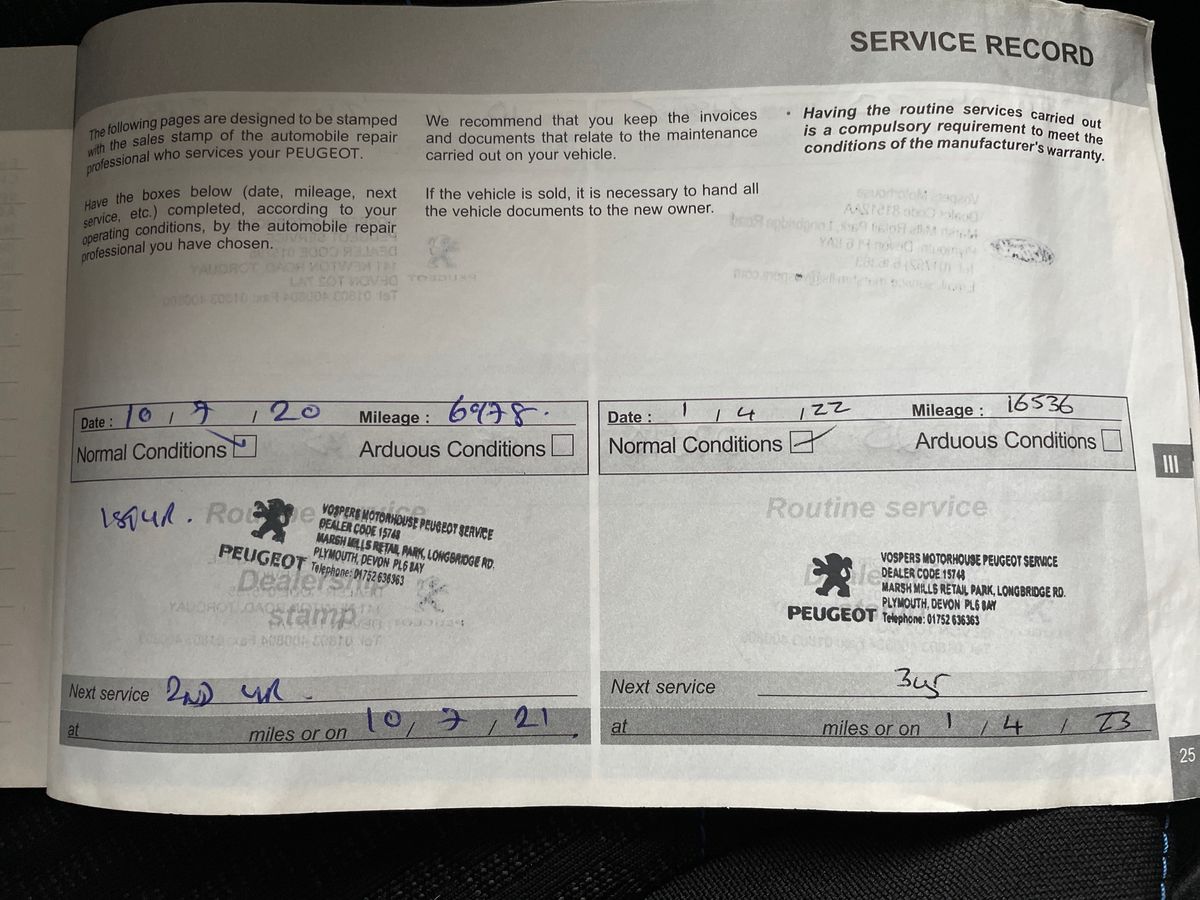 SERVICE RECORD
The following pages are designed to be stamped
with the sales stamp of the automobile repair
professional who services your PEUGEOT.
Have the boxes below (date, mileage, next
service, etc.) completed, according to your
operating conditions, by the automobile repair
professional you have chosen.
We recommend that you keep the invoices
and documents that relate to the maintenance
carried out on your vehicle.
If the vehicle is sold, it is necessary to hand all
the vehicle documents to the new owner.
• Having the routine services carried out
is a compulsory requirement to meet the
conditions of the manufacturer's warranty.
Date : 10 / 7 / 20 Mileage : 6978.
Normal Conditions Arduous Conditions
1st YR. Routine service
VOSPERS MOTORHOUSE PEUGEOT SERVICE
DEALER CODE 15748
MARSH MILLS RETAIL PARK, LONGBRIDGE RD.
PLYMOUTH, DEVON PL6 8AY
PEUGEOT Telephone: 01752 636363
Dealership
stamp
Next service 2ND YR.
at miles or on 10 / 7 / 21
Date : 1 / 4 / 22 Mileage : 16536
Normal Conditions Arduous Conditions
Routine service
VOSPERS MOTORHOUSE PEUGEOT SERVICE
DEALER CODE 15748
MARSH MILLS RETAIL PARK, LONGBRIDGE RD.
PLYMOUTH, DEVON PL6 8AY
PEUGEOT Telephone: 01752 636363
Next service 3yr
at miles or on 1 / 4 / 23
III
25